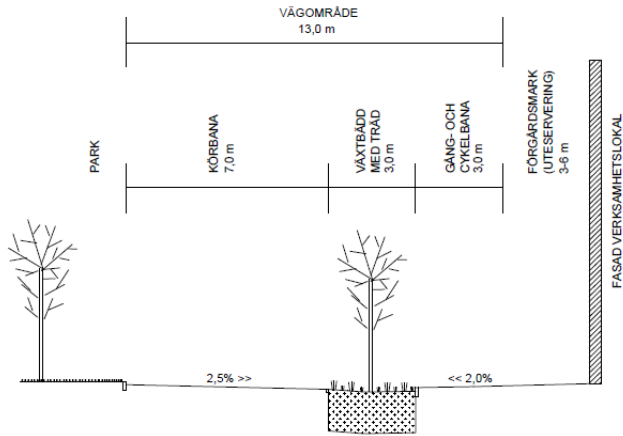 VÄGOMRÅDE
13,0 m
PARK
KÖRBANA
7,0 m
VÄXTBÄDD
MED TRÄD
3,0 m
GÅNG- OCH
CYKELBANA
3,0 m
FÖRGÅRDSMARK
(UTESERVERING)
3-6 m
FASAD VERKSAMHETSLOKAL
2,5% >>
<< 2,0%